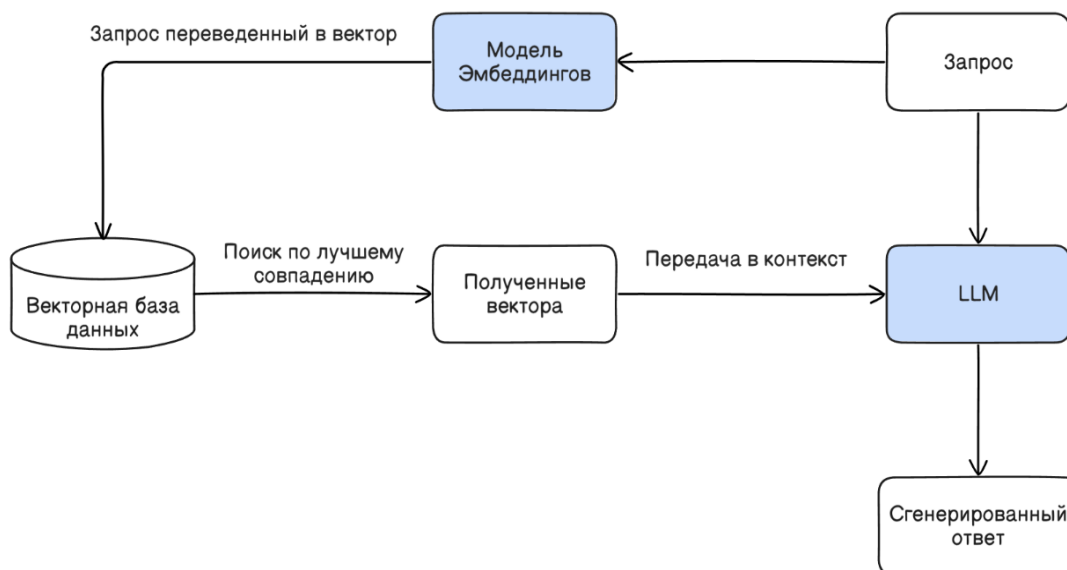 Запрос переведенный в вектор
Модель
Эмбеддингов
Запрос
Векторная база
данных
Поиск по лучшему
совпадению
Полученные
вектора
Передача в контекст
LLM
Сгенерированный
ответ